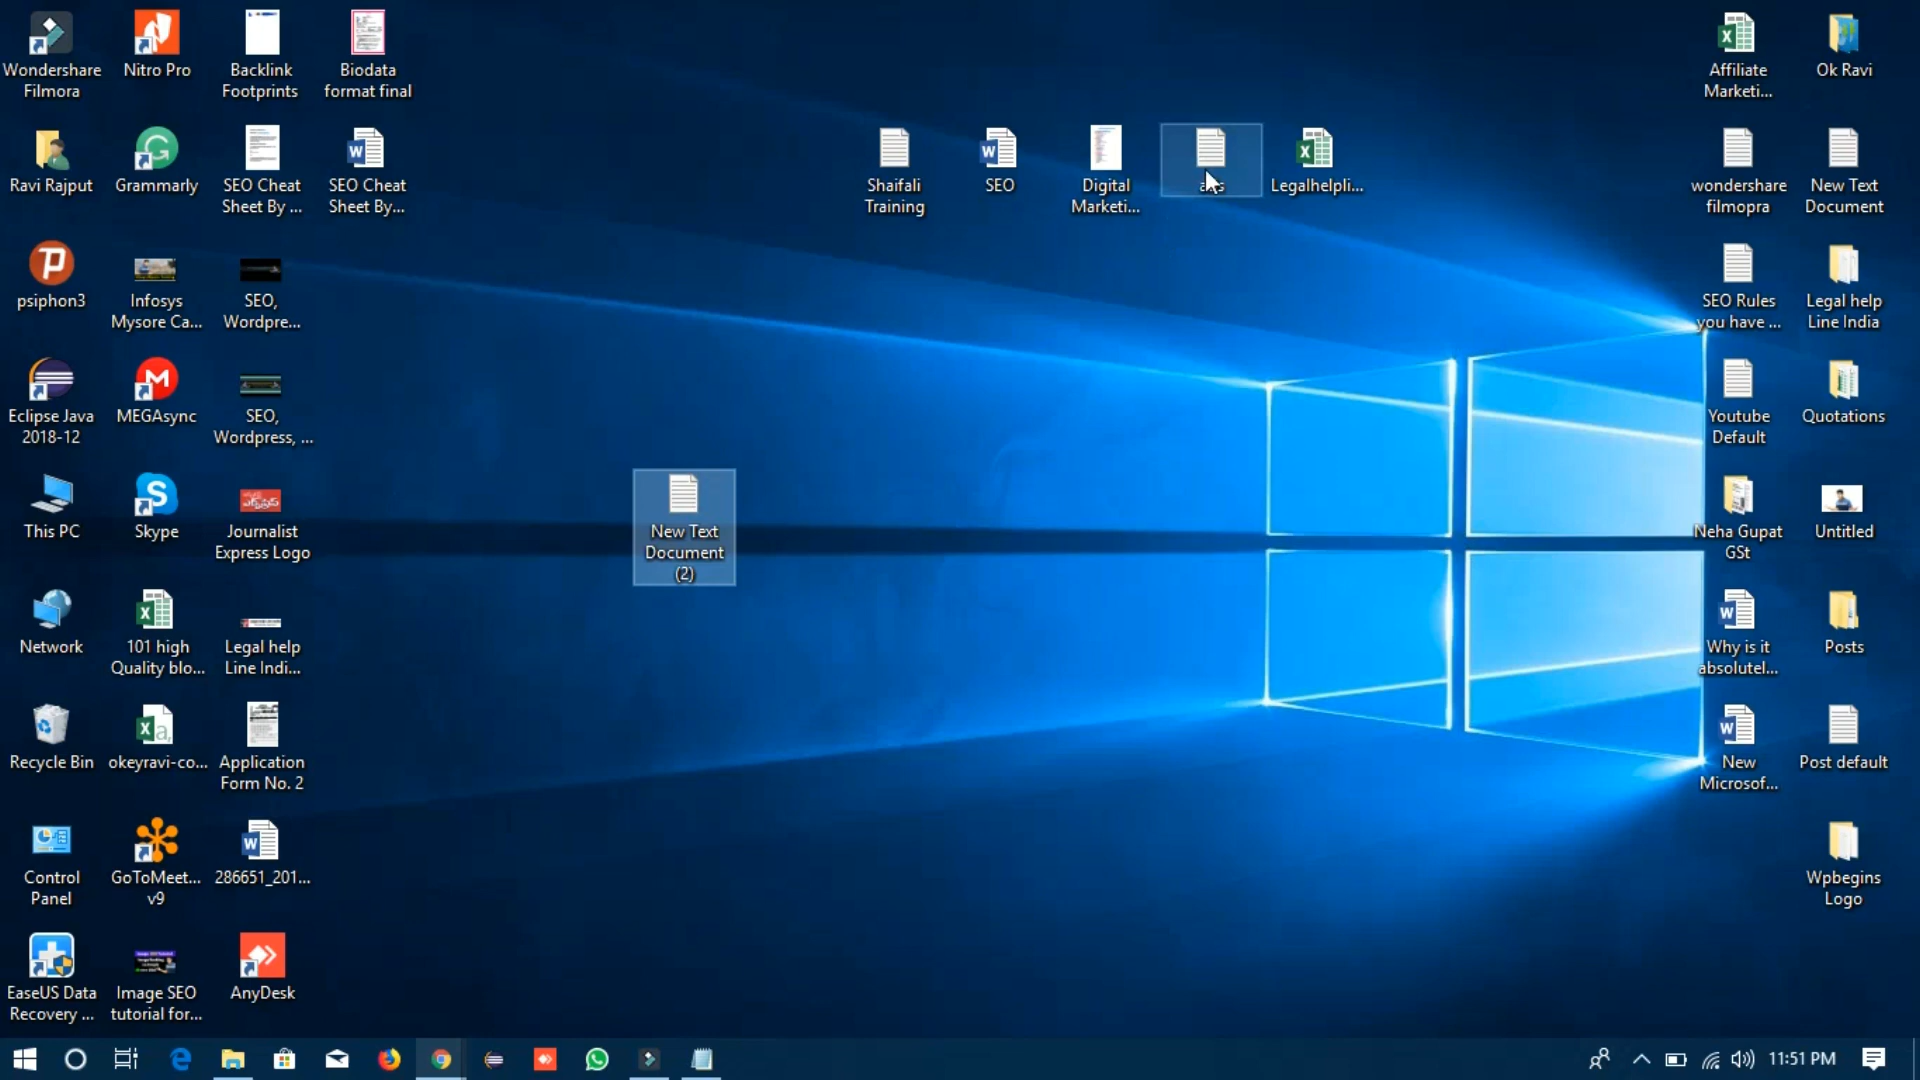 Wondershare
Filmora
Nitro Pro
Backlink
Footprints
Biodata
format final
Ravi Rajput
Grammarly
SEO Cheat
Sheet By ...
SEO Cheat
Sheet By...
psiphon3
Infosys
Mysore Ca...
SEO,
Wordpre...
Eclipse Java
2018-12
MEGAsync
SEO,
Wordpress, ...
This PC
Skype
Journalist
Express Logo
Network
101 high
Quality blo...
Legal help
Line Indi...
Recycle Bin
okeyravi-co...
Application
Form No. 2
Control
Panel
GoToMeet...
v9
286651_201...
EaseUS Data
Recovery ...
Image SEO
tutorial for...
AnyDesk
Shaifali
Training
SEO
Digital
Marketi...
Legalhelpli...
New Text
Document
(2)
Affiliate
Marketi...
Ok Ravi
wondershare
filmopra
New Text
Document
SEO Rules
you have ...
Legal help
Line India
Youtube
Default
Quotations
Neha Gupat
GSt
Untitled
Why is it
absolutel...
Posts
New
Microsof...
Post default
Wpbegins
Logo
11:51 PM